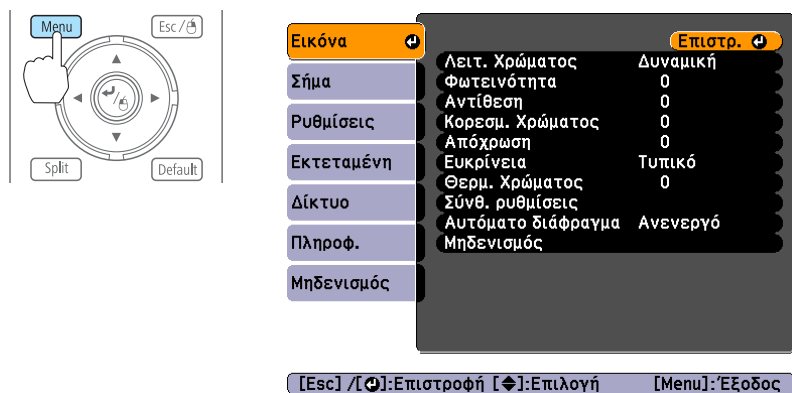 Menu
Esc /
Split
Default
Εικόνα
Σήμα
Ρυθμίσεις
Εκτεταμένη
Δίκτυο
Πληροφ.
Μηδενισμός
Επιστρ.
Λειτ. Χρώματος Δυναμική
Φωτεινότητα 0
Αντίθεση 0
Κορεσμ. Χρώματος 0
Απόχρωση 0
Ευκρίνεια Τυπικό
Θερμ. Χρώματος 0
Σύνθ. ρυθμίσεις
Αυτόματο διάφραγμα Ανενεργό
Μηδενισμός
[Esc] /[]:Επιστροφή []:Επιλογή [Menu]:Έξοδος